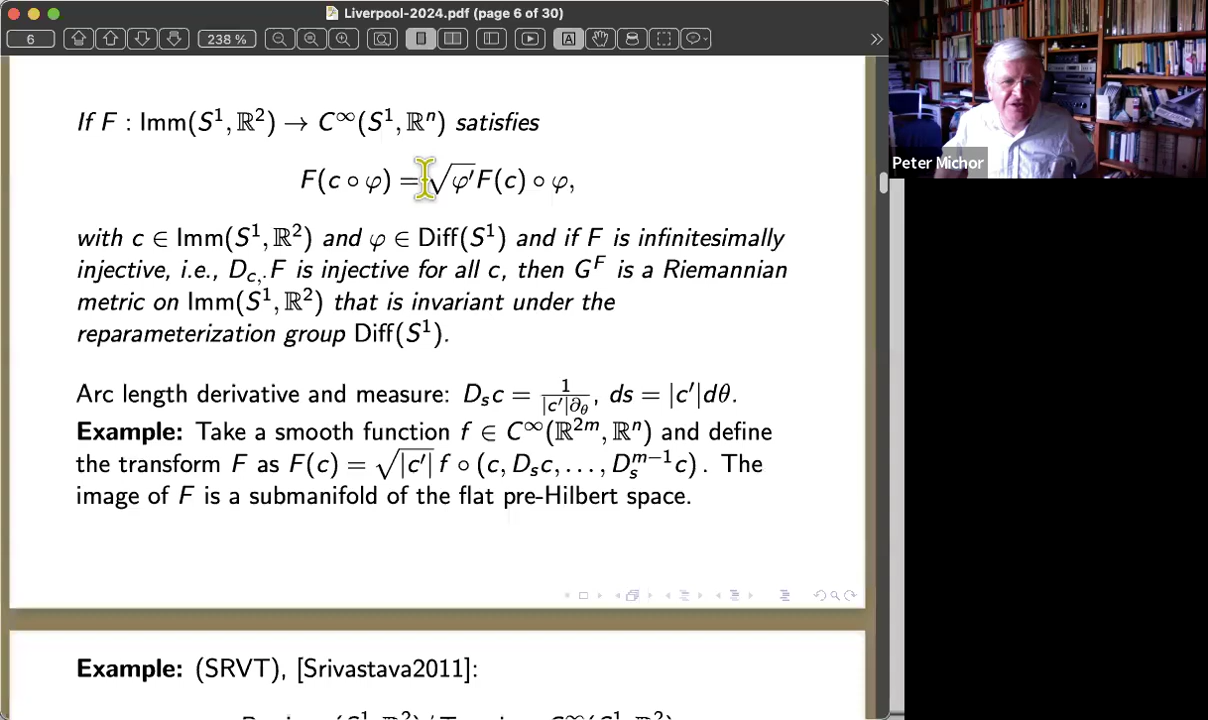 Liverpool-2024.pdf (page 6 of 30)
6
238 %
A
If F : Imm(S¹, ℝ²) → C^∞(S¹, ℝⁿ) satisfies
F(c ∘ φ) = √φ′ F(c) ∘ φ,
with c ∈ Imm(S¹, ℝ²) and φ ∈ Diff(S¹) and if F is infinitesimally
injective, i.e., D_{c,·}F is injective for all c, then G^F is a Riemannian
metric on Imm(S¹, ℝ²) that is invariant under the
reparameterization group Diff(S¹).
Arc length derivative and measure: D_s c = 1/(|c′|∂_θ), ds = |c′|dθ.
Example: Take a smooth function f ∈ C^∞(ℝ^{2m}, ℝⁿ) and define
the transform F as F(c) = √|c′| f ∘ (c, D_s c, …, D_s^{m−1} c). The
image of F is a submanifold of the flat pre-Hilbert space.
Example: (SRVT), [Srivastava2011]:
Peter Michor